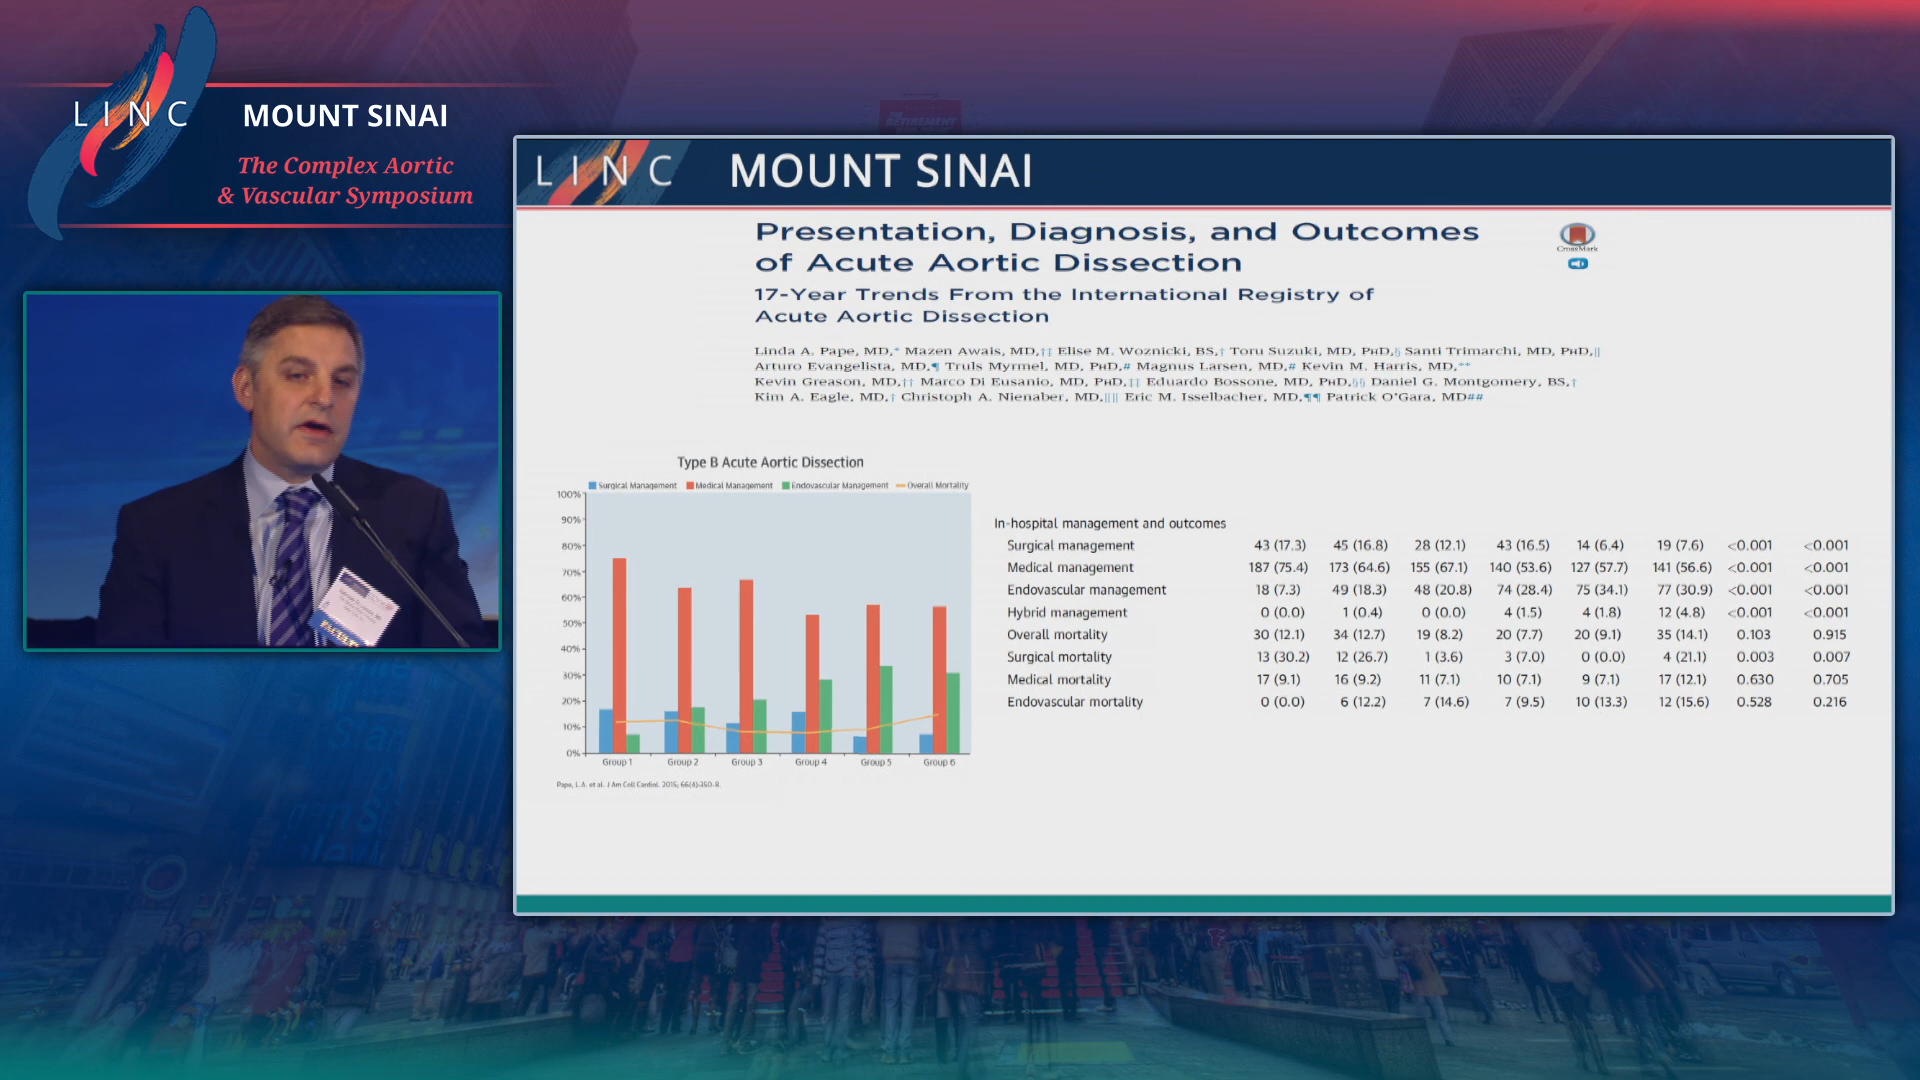 LINC
MOUNT SINAI
The Complex Aortic
& Vascular Symposium
FACULTY
LINC MOUNT SINAI
Presentation, Diagnosis, and Outcomes
of Acute Aortic Dissection
17-Year Trends From the International Registry of
Acute Aortic Dissection
CrossMark
Linda A. Pape, MD,* Mazen Awais, MD,†‡ Elise M. Woznicki, BS,† Toru Suzuki, MD, PHD,§ Santi Trimarchi, MD, PHD,||
Arturo Evangelista, MD,¶ Truls Myrmel, MD, PHD,# Magnus Larsen, MD,# Kevin M. Harris, MD,**
Kevin Greason, MD,†† Marco Di Eusanio, MD, PHD,‡‡ Eduardo Bossone, MD, PHD,§§ Daniel G. Montgomery, BS,†
Kim A. Eagle, MD,† Christoph A. Nienaber, MD,|||| Eric M. Isselbacher, MD,¶¶ Patrick O'Gara, MD##
Type B Acute Aortic Dissection
Surgical Management Medical Management Endovascular Management Overall Mortality
100%
90%
80%
70%
60%
50%
40%
30%
20%
10%
0%
Group 1 Group 2 Group 3 Group 4 Group 5 Group 6
Pape, L.A. et al. J Am Coll Cardiol. 2015; 66(4):350-8.
In-hospital management and outcomes
Surgical management 43 (17.3) 45 (16.8) 28 (12.1) 43 (16.5) 14 (6.4) 19 (7.6) <0.001 <0.001
Medical management 187 (75.4) 173 (64.6) 155 (67.1) 140 (53.6) 127 (57.7) 141 (56.6) <0.001 <0.001
Endovascular management 18 (7.3) 49 (18.3) 48 (20.8) 74 (28.4) 75 (34.1) 77 (30.9) <0.001 <0.001
Hybrid management 0 (0.0) 1 (0.4) 0 (0.0) 4 (1.5) 4 (1.8) 12 (4.8) <0.001 <0.001
Overall mortality 30 (12.1) 34 (12.7) 19 (8.2) 20 (7.7) 20 (9.1) 35 (14.1) 0.103 0.915
Surgical mortality 13 (30.2) 12 (26.7) 1 (3.6) 3 (7.0) 0 (0.0) 4 (21.1) 0.003 0.007
Medical mortality 17 (9.1) 16 (9.2) 11 (7.1) 10 (7.1) 9 (7.1) 17 (12.1) 0.630 0.705
Endovascular mortality 0 (0.0) 6 (12.2) 7 (14.6) 7 (9.5) 10 (13.3) 12 (15.6) 0.528 0.216